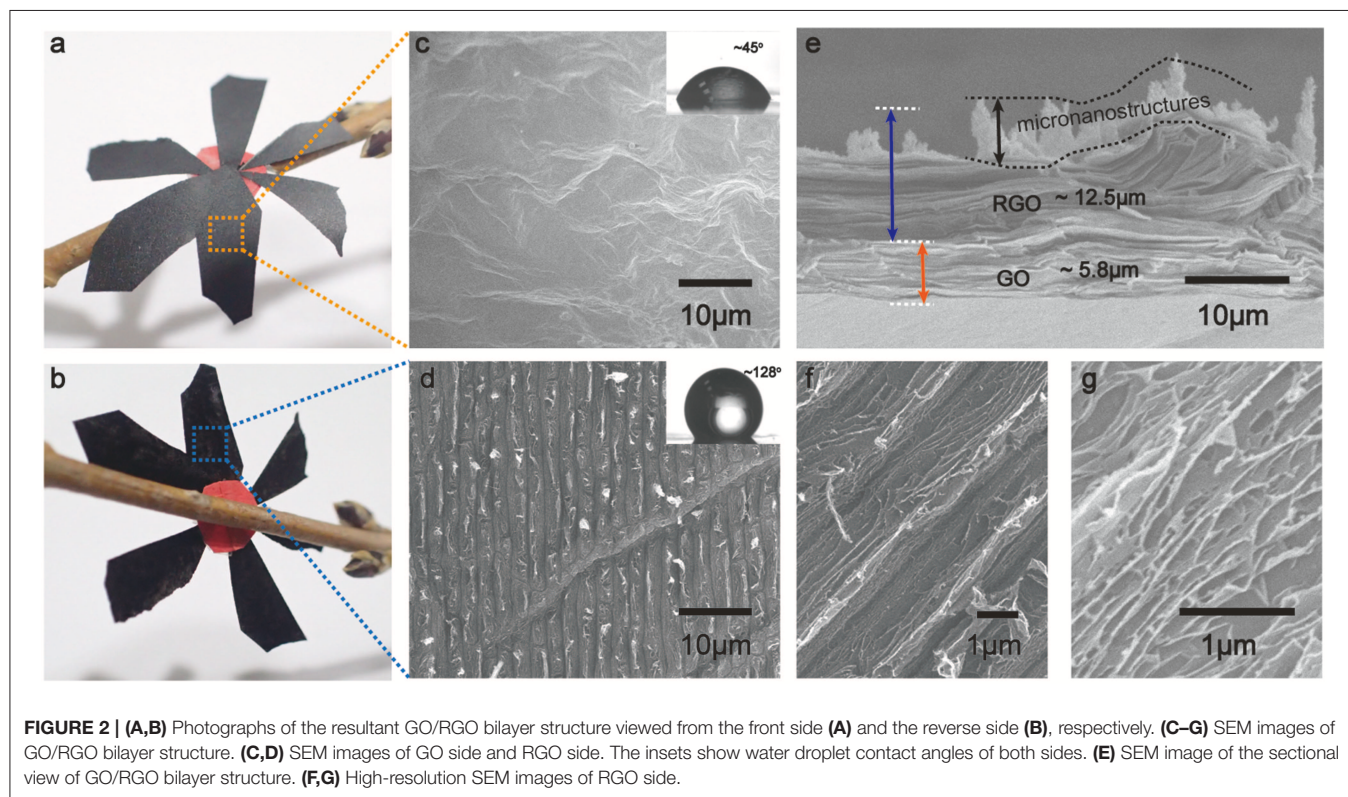 a
c
~45º
10µm
e
micronanostructures
RGO ~ 12.5µm
GO ~ 5.8µm
10µm
b
d
~128º
10µm
f
1µm
g
1µm
FIGURE 2 | (A,B) Photographs of the resultant GO/RGO bilayer structure viewed from the front side (A) and the reverse side (B), respectively. (C–G) SEM images of
GO/RGO bilayer structure. (C,D) SEM images of GO side and RGO side. The insets show water droplet contact angles of both sides. (E) SEM image of the sectional
view of GO/RGO bilayer structure. (F,G) High-resolution SEM images of RGO side.